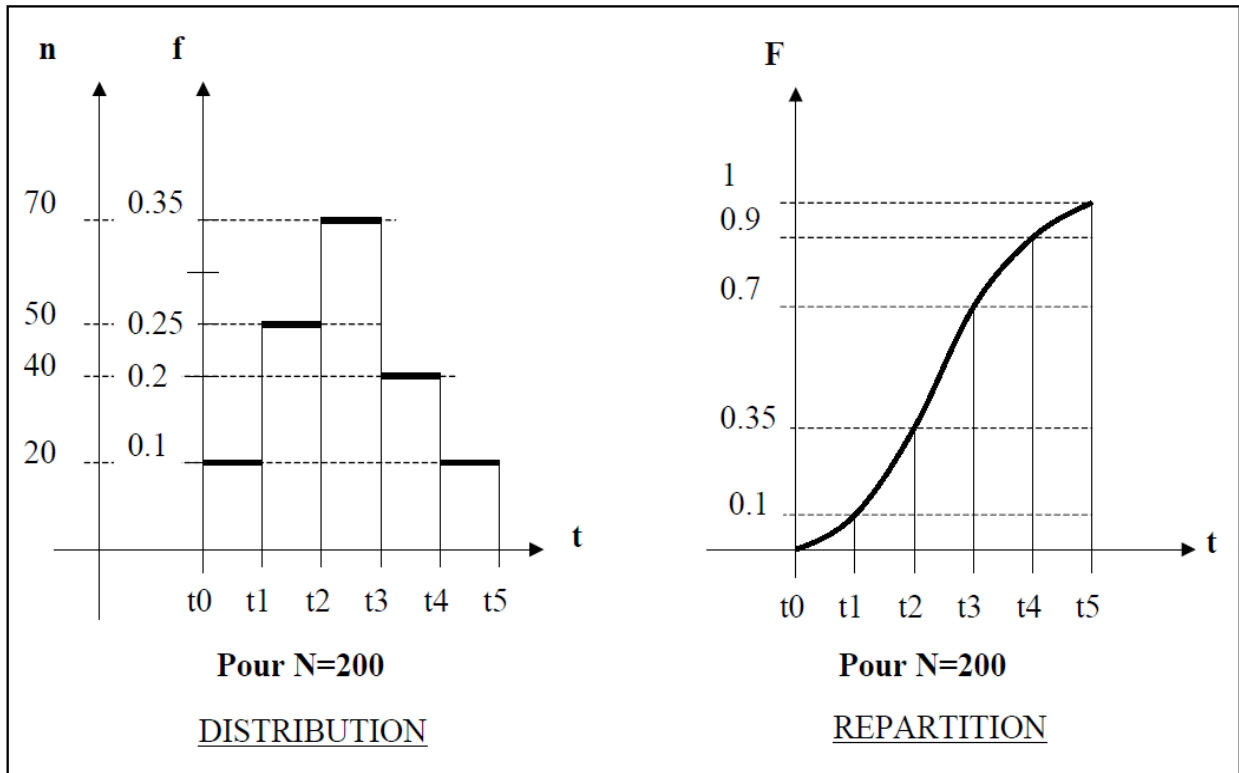 n f
70 0.35
50 0.25
40 0.2
20 0.1
t
t0 t1 t2 t3 t4 t5
Pour N=200
DISTRIBUTION
F
1
0.9
0.7
0.35
0.1
t
t0 t1 t2 t3 t4 t5
Pour N=200
REPARTITION